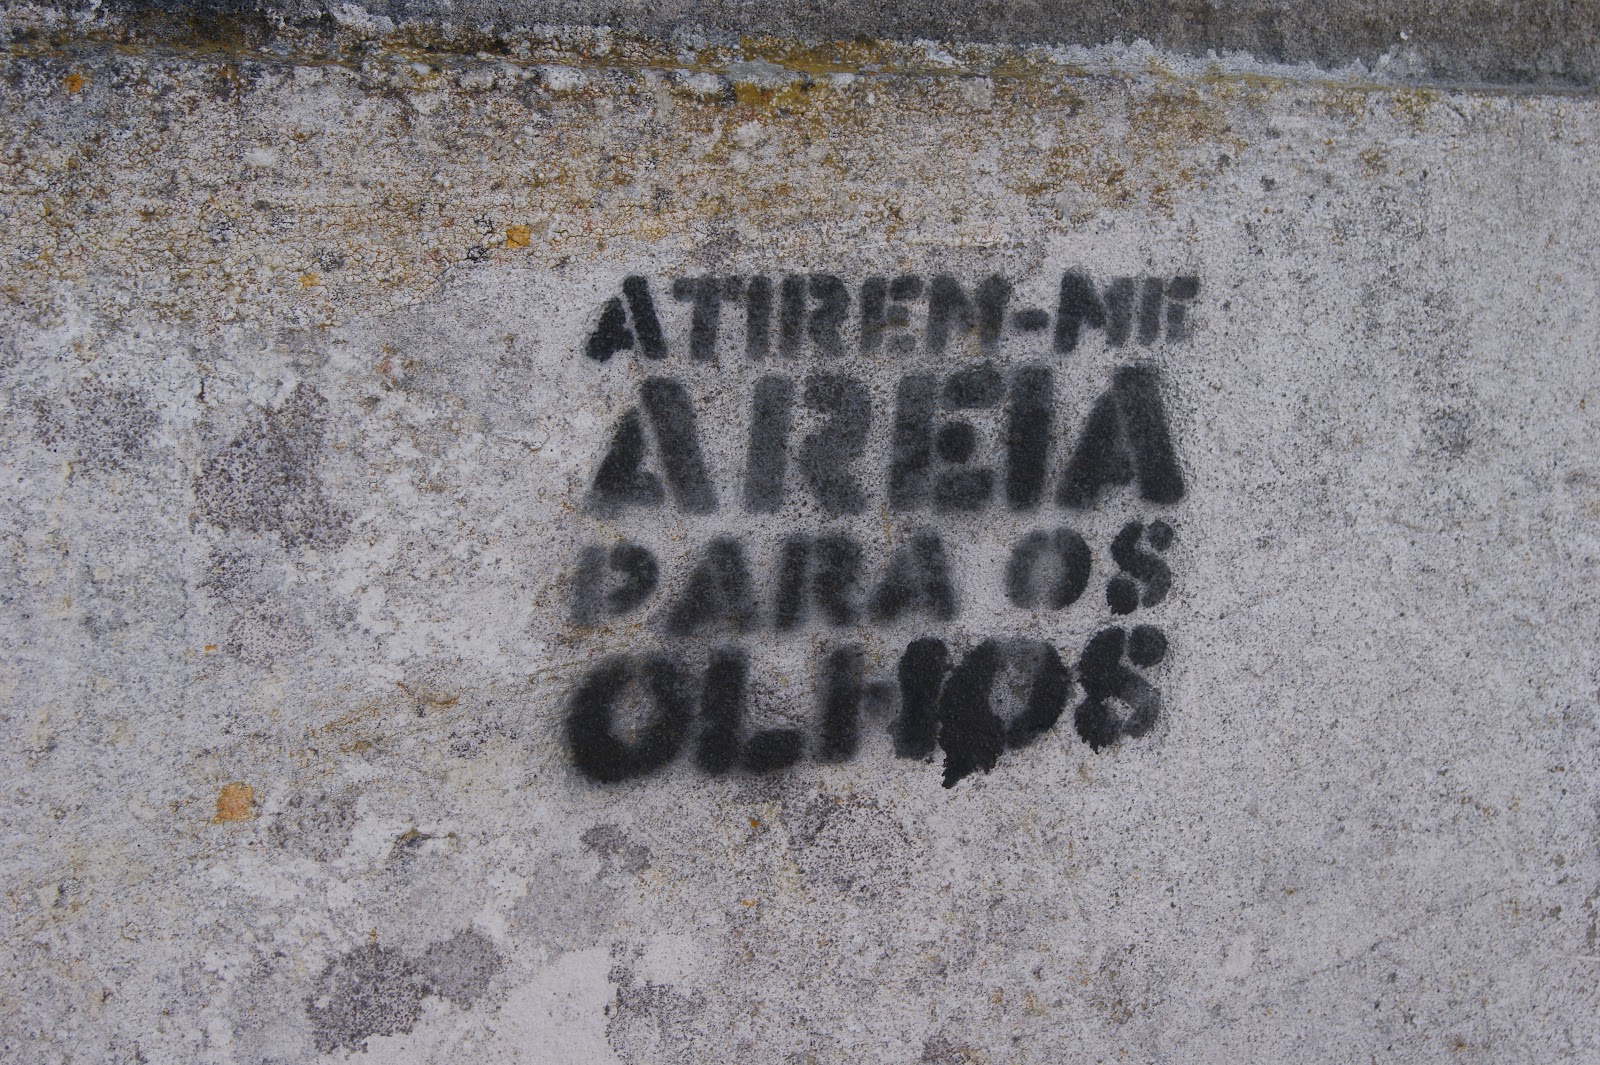 ATIREM-ME
AREIA
PARA OS
OLHOS